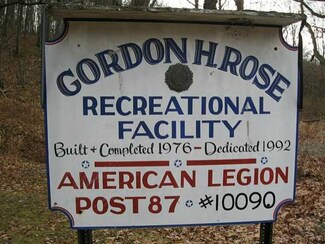 GORDON H. ROSE
RECREATIONAL
FACILITY
Built + Completed 1976 - Dedicated 1992
AMERICAN LEGION
POST 87 • #10090